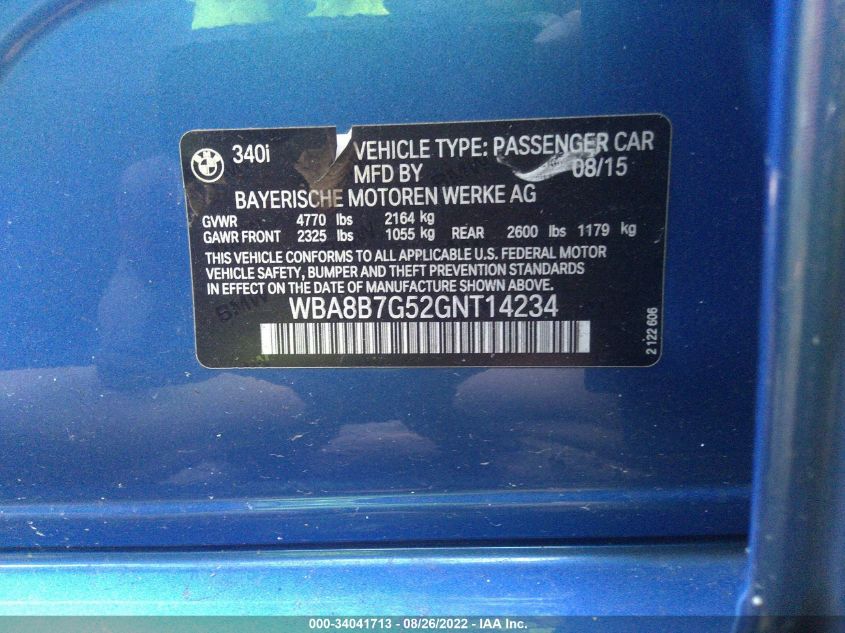 340i VEHICLE TYPE: PASSENGER CAR
MFD BY 08/15
BAYERISCHE MOTOREN WERKE AG
GVWR 4770 lbs 2164 kg
GAWR FRONT 2325 lbs 1055 kg REAR 2600 lbs 1179 kg
THIS VEHICLE CONFORMS TO ALL APPLICABLE U.S. FEDERAL MOTOR
VEHICLE SAFETY, BUMPER AND THEFT PREVENTION STANDARDS
IN EFFECT ON THE DATE OF MANUFACTURE SHOWN ABOVE.
WBA8B7G52GNT14234
2 122 606
000-34041713 - 08/26/2022 - IAA Inc.